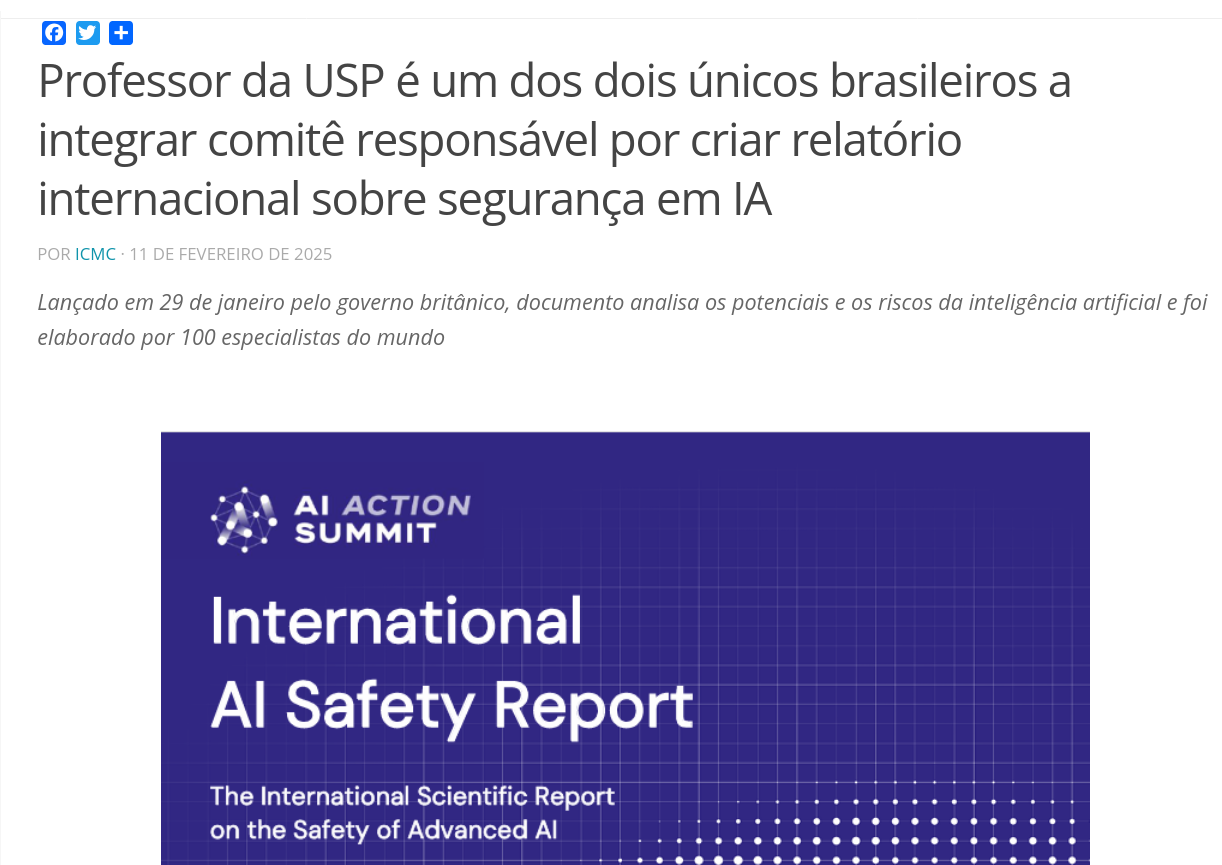 Professor da USP é um dos dois únicos brasileiros a
integrar comitê responsável por criar relatório
internacional sobre segurança em IA
POR ICMC · 11 DE FEVEREIRO DE 2025
Lançado em 29 de janeiro pelo governo britânico, documento analisa os potenciais e os riscos da inteligência artificial e foi
elaborado por 100 especialistas do mundo
AI ACTION
SUMMIT
International
AI Safety Report
The International Scientific Report
on the Safety of Advanced AI